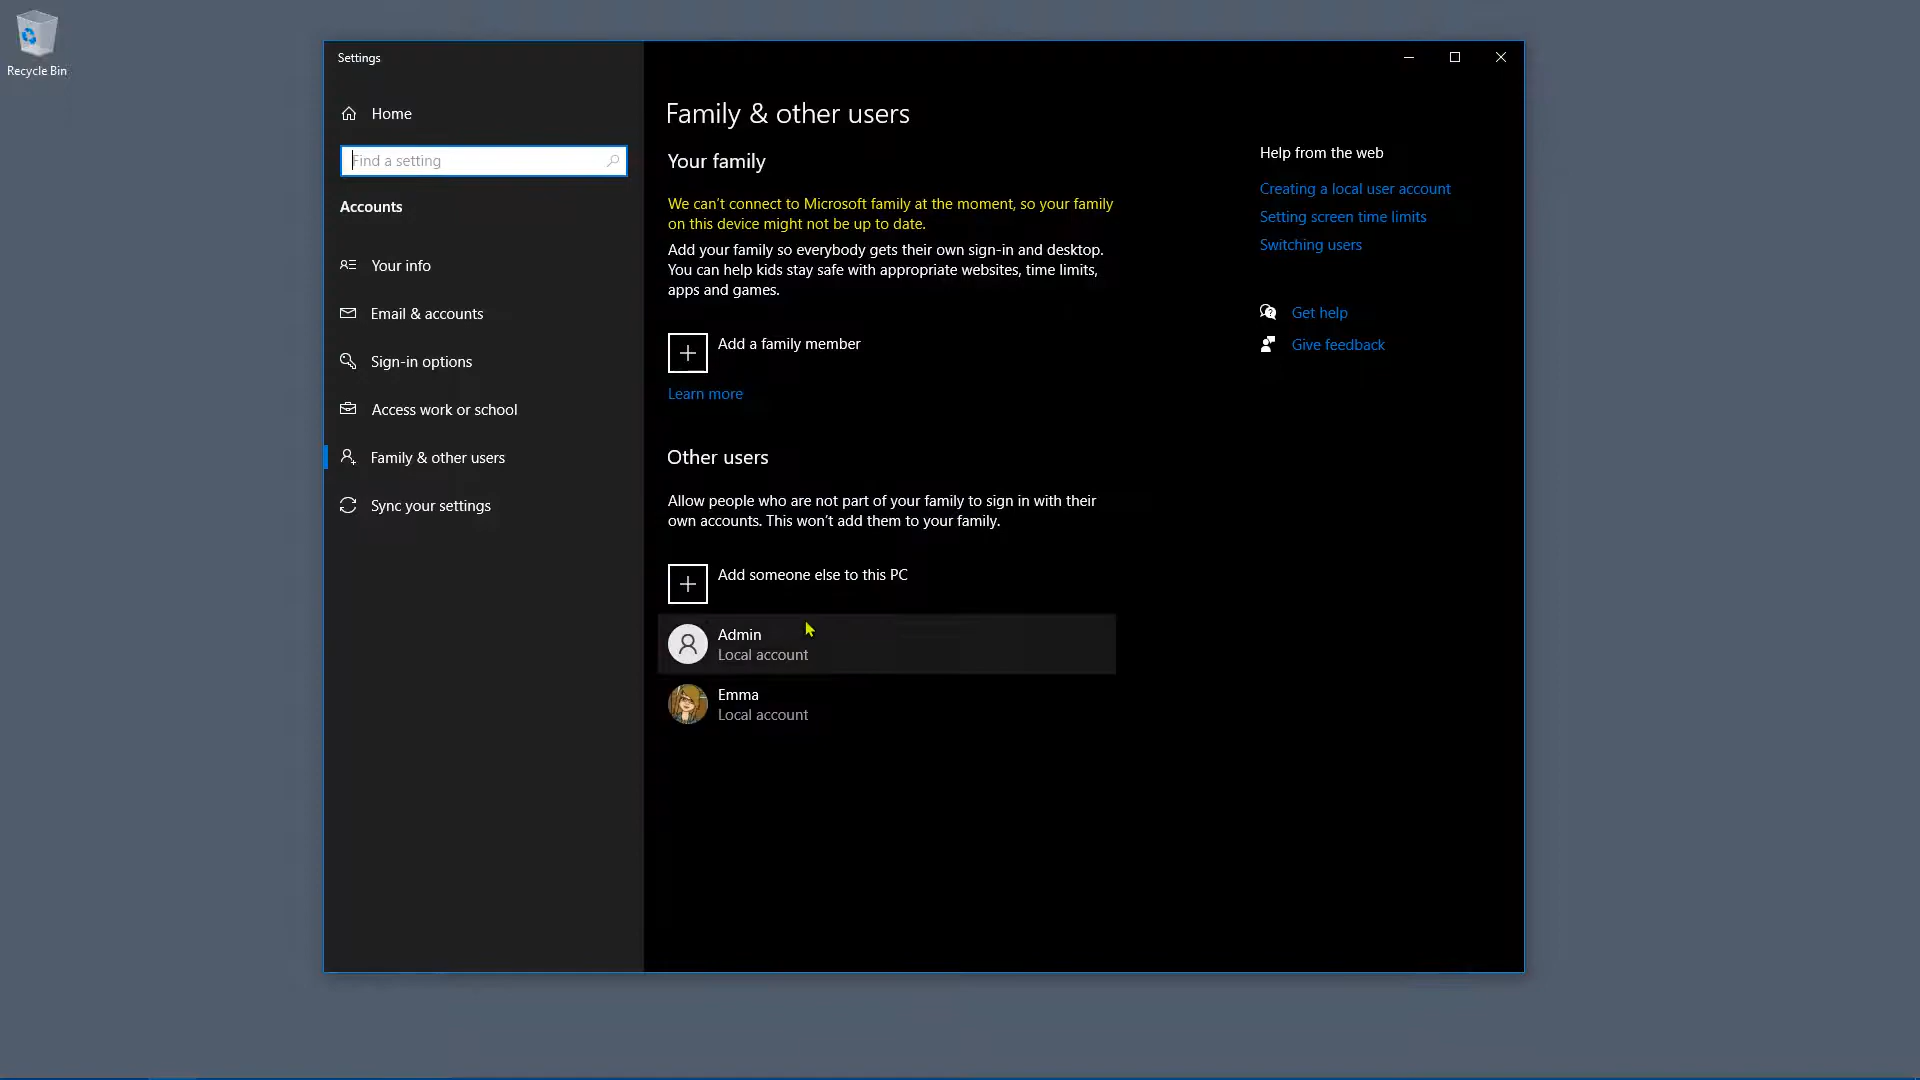 Recycle Bin
Settings
Home
Find a setting
Accounts
Your info
Email & accounts
Sign-in options
Access work or school
Family & other users
Sync your settings
Family & other users
Your family
We can't connect to Microsoft family at the moment, so your family
on this device might not be up to date.
Add your family so everybody gets their own sign-in and desktop.
You can help kids stay safe with appropriate websites, time limits,
apps and games.
Add a family member
Learn more
Other users
Allow people who are not part of your family to sign in with their
own accounts. This won't add them to your family.
Add someone else to this PC
Admin
Local account
Emma
Local account
Help from the web
Creating a local user account
Setting screen time limits
Switching users
Get help
Give feedback